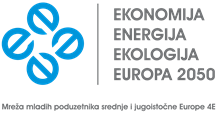 EKONOMIJA
ENERGIJA
EKOLOGIJA
EUROPA 2050
Mreža mladih poduzetnika srednje i jugoistočne Europe 4E